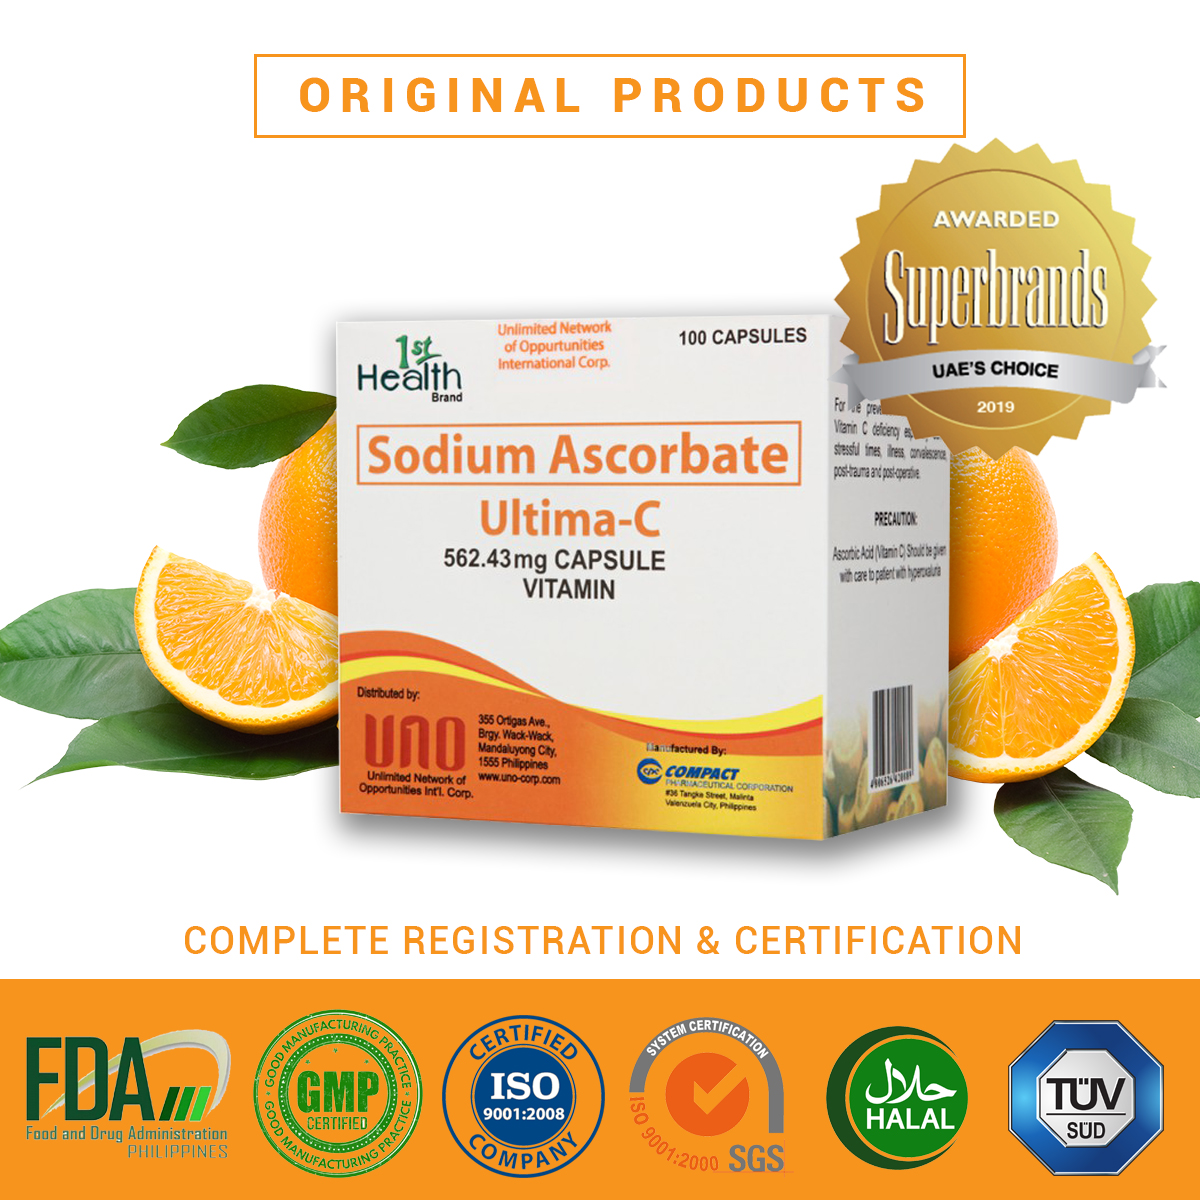 ORIGINAL PRODUCTS
AWARDED
Superbrands
UAE'S CHOICE
2019
1st
Health
Brand
Unlimited Network
of Oppurtunities
International Corp.
100 CAPSULES
Sodium Ascorbate
Ultima-C
562.43mg CAPSULE
VITAMIN
For the
Vitamin C deficiency
stressful times, illness, convalescence,
post-trauma and post-operative.
PRECAUTION:
Ascorbic Acid (Vitamin C) Should be given
with care to patient with hyperoxaluria
Distributed by:
UNO
Unlimited Network of
Opportunities Int'l. Corp.
355 Ortigas Ave.,
Brgy. Wack-Wack,
Mandaluyong City,
1555 Philippines
www.uno-corp.com
Manufactured By:
CPC COMPACT
PHARMACEUTICAL CORPORATION
#36 Tangke Street, Malinta
Valenzuela City, Philippines
COMPLETE REGISTRATION & CERTIFICATION
FDA
Food and Drug Administration
PHILIPPINES
GOOD MANUFACTURING PRACTICE
GMP
CERTIFIED
GOOD MANUFACTURING PRACTICE
CERTIFIED
ISO
9001:2008
COMPANY
SYSTEM CERTIFICATION
ISO 9001:2000
SGS
حلال
HALAL
TÜV
SÜD